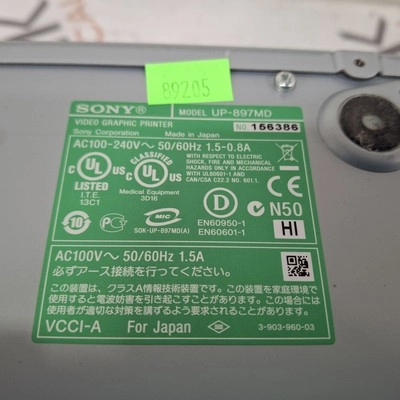 89205
SONY® MODEL UP-897MD
VIDEO GRAPHIC PRINTER
Sony Corporation Made in Japan NO. 156386
AC100-240V～ 50/60Hz 1.5-0.8A
WITH RESPECT TO ELECTRIC
SHOCK, FIRE AND MECHANICAL
HAZARDS ONLY IN ACCORDANCE
WITH UL60601-1 AND
CAN/CSA C22.2 NO. 601.1.
CLASSIFIED
C UL US
LISTED
I.T.E.
13C1
Medical Equipment
3D16
D
EN60950-1
EN60601-1
N50
HI
10
MIC
SOK-UP-897MD(A)
AC100V～ 50/60Hz 1.5A
必ずアース接続を行ってください。
この装置は、クラスA情報技術装置です。この装置を家庭環境で
使用すると電波妨害を引き起こすことがあります。この場合には
使用者が適切な対策を講ずるよう要求されることがあります。
VCCI-A For Japan 3-903-960-03